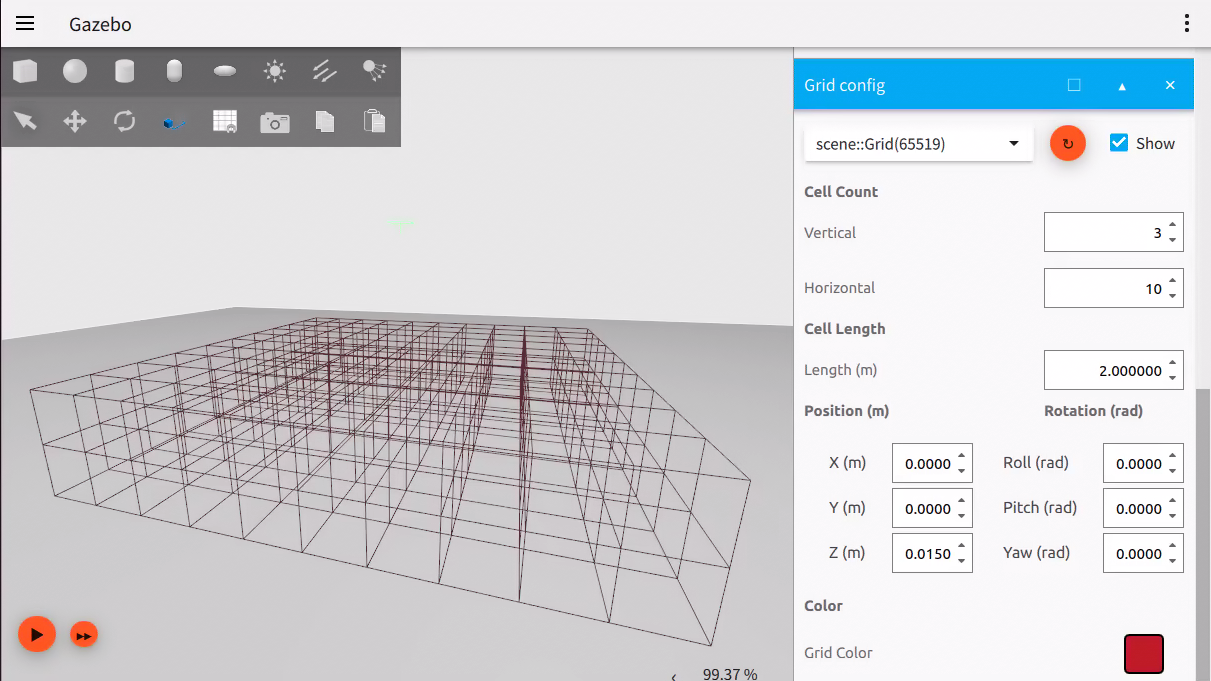 Gazebo
Grid config
scene::Grid(65519)
Show
Cell Count
Vertical 3
Horizontal 10
Cell Length
Length (m) 2.000000
Position (m) Rotation (rad)
X (m) 0.0000 Roll (rad) 0.0000
Y (m) 0.0000 Pitch (rad) 0.0000
Z (m) 0.0150 Yaw (rad) 0.0000
Color
Grid Color
99.37 %